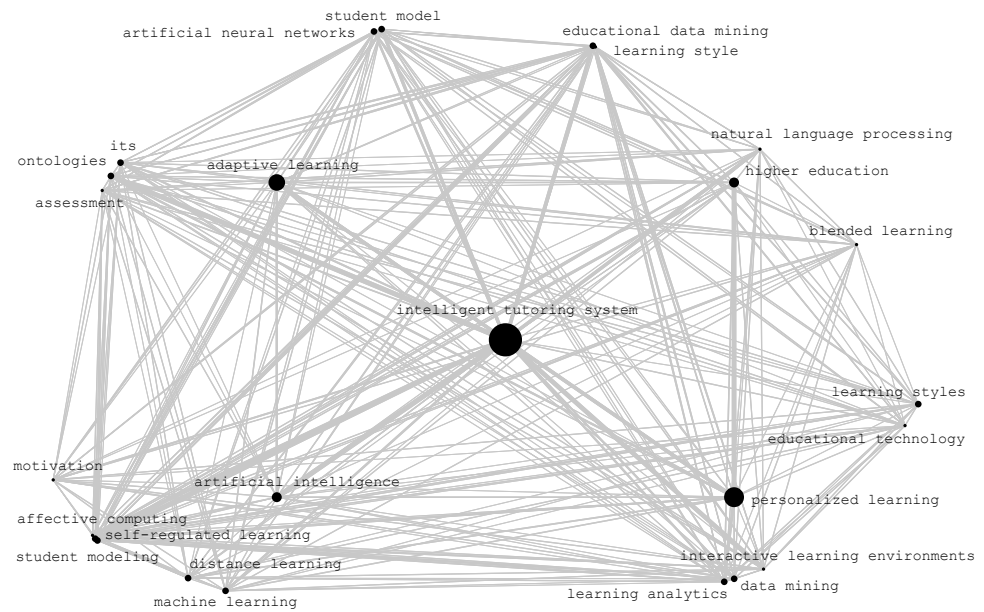 student model
artificial neural networks
educational data mining
learning style
natural language processing
its
ontologies
adaptive learning
higher education
assessment
blended learning
intelligent tutoring system
learning styles
educational technology
motivation
artificial intelligence
personalized learning
affective computing
self-regulated learning
student modeling
interactive learning environments
distance learning
data mining
learning analytics
machine learning